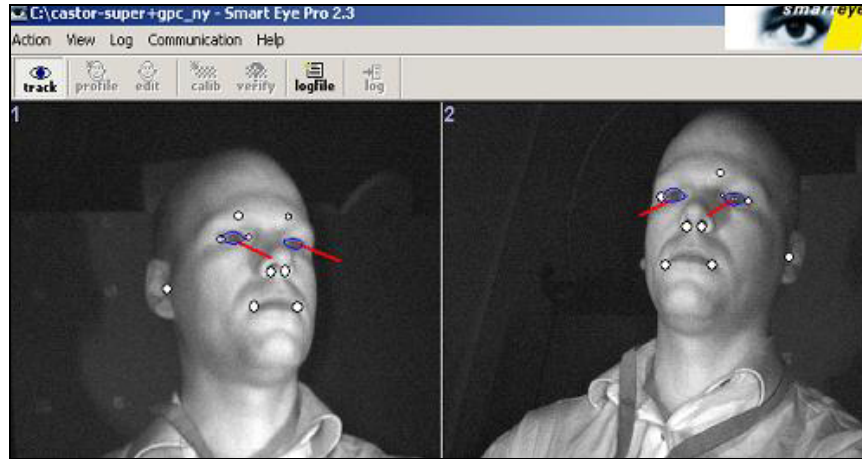 C:\castor-super+gpc_ny - Smart Eye Pro 2.3
smarteye
Action View Log Communication Help
track profile edit calib verify logfile log
1 2